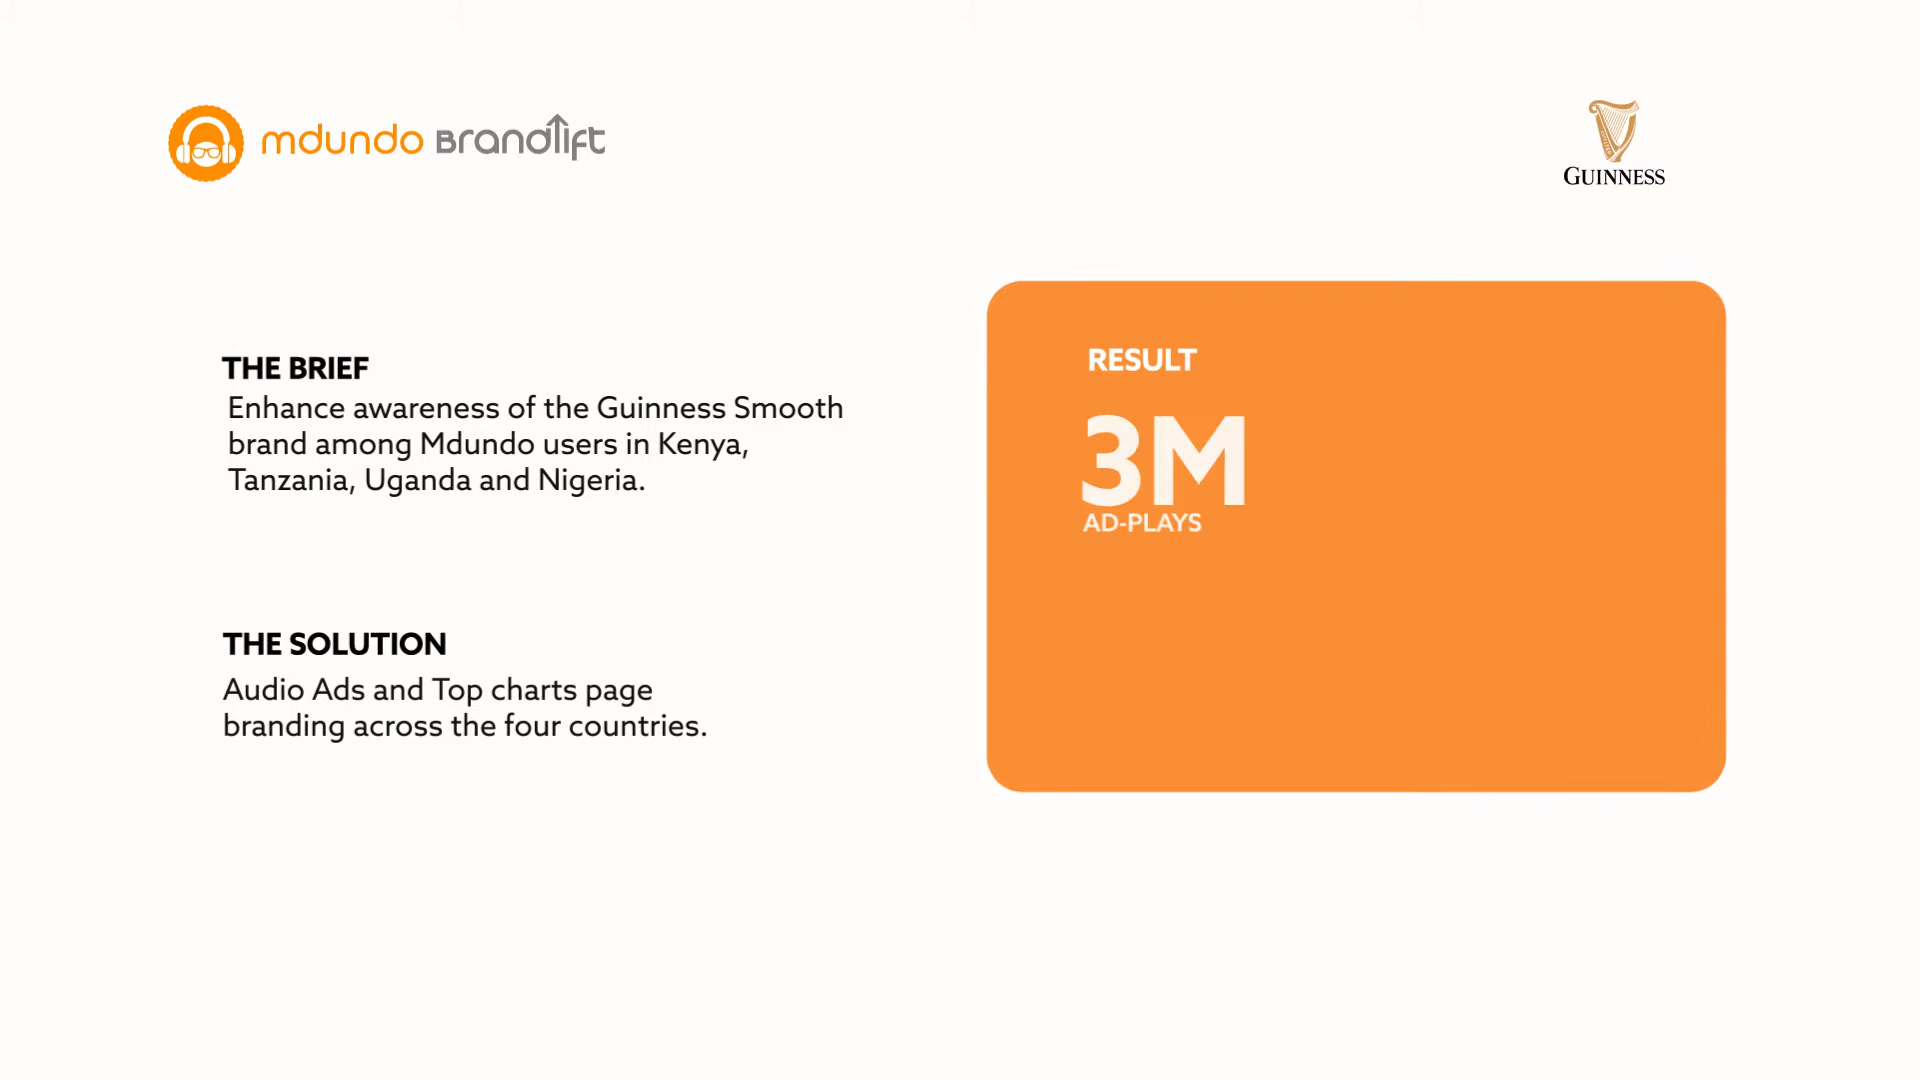 mdundo Brandlift
GUINNESS
THE BRIEF
Enhance awareness of the Guinness Smooth
brand among Mdundo users in Kenya,
Tanzania, Uganda and Nigeria.
THE SOLUTION
Audio Ads and Top charts page
branding across the four countries.
RESULT
3M
AD-PLAYS